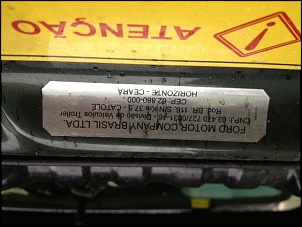 ATENÇÃO
FORD MOTOR COMPANY BRASIL LTDA.
CNPJ: 03.470.727/0031-46 - Divisão de Veículos Troller
Rod. BR. 116, S/N Km 37,5 - CATOLÉ
CEP: 62.880-000
HORIZONTE - CEARÁ